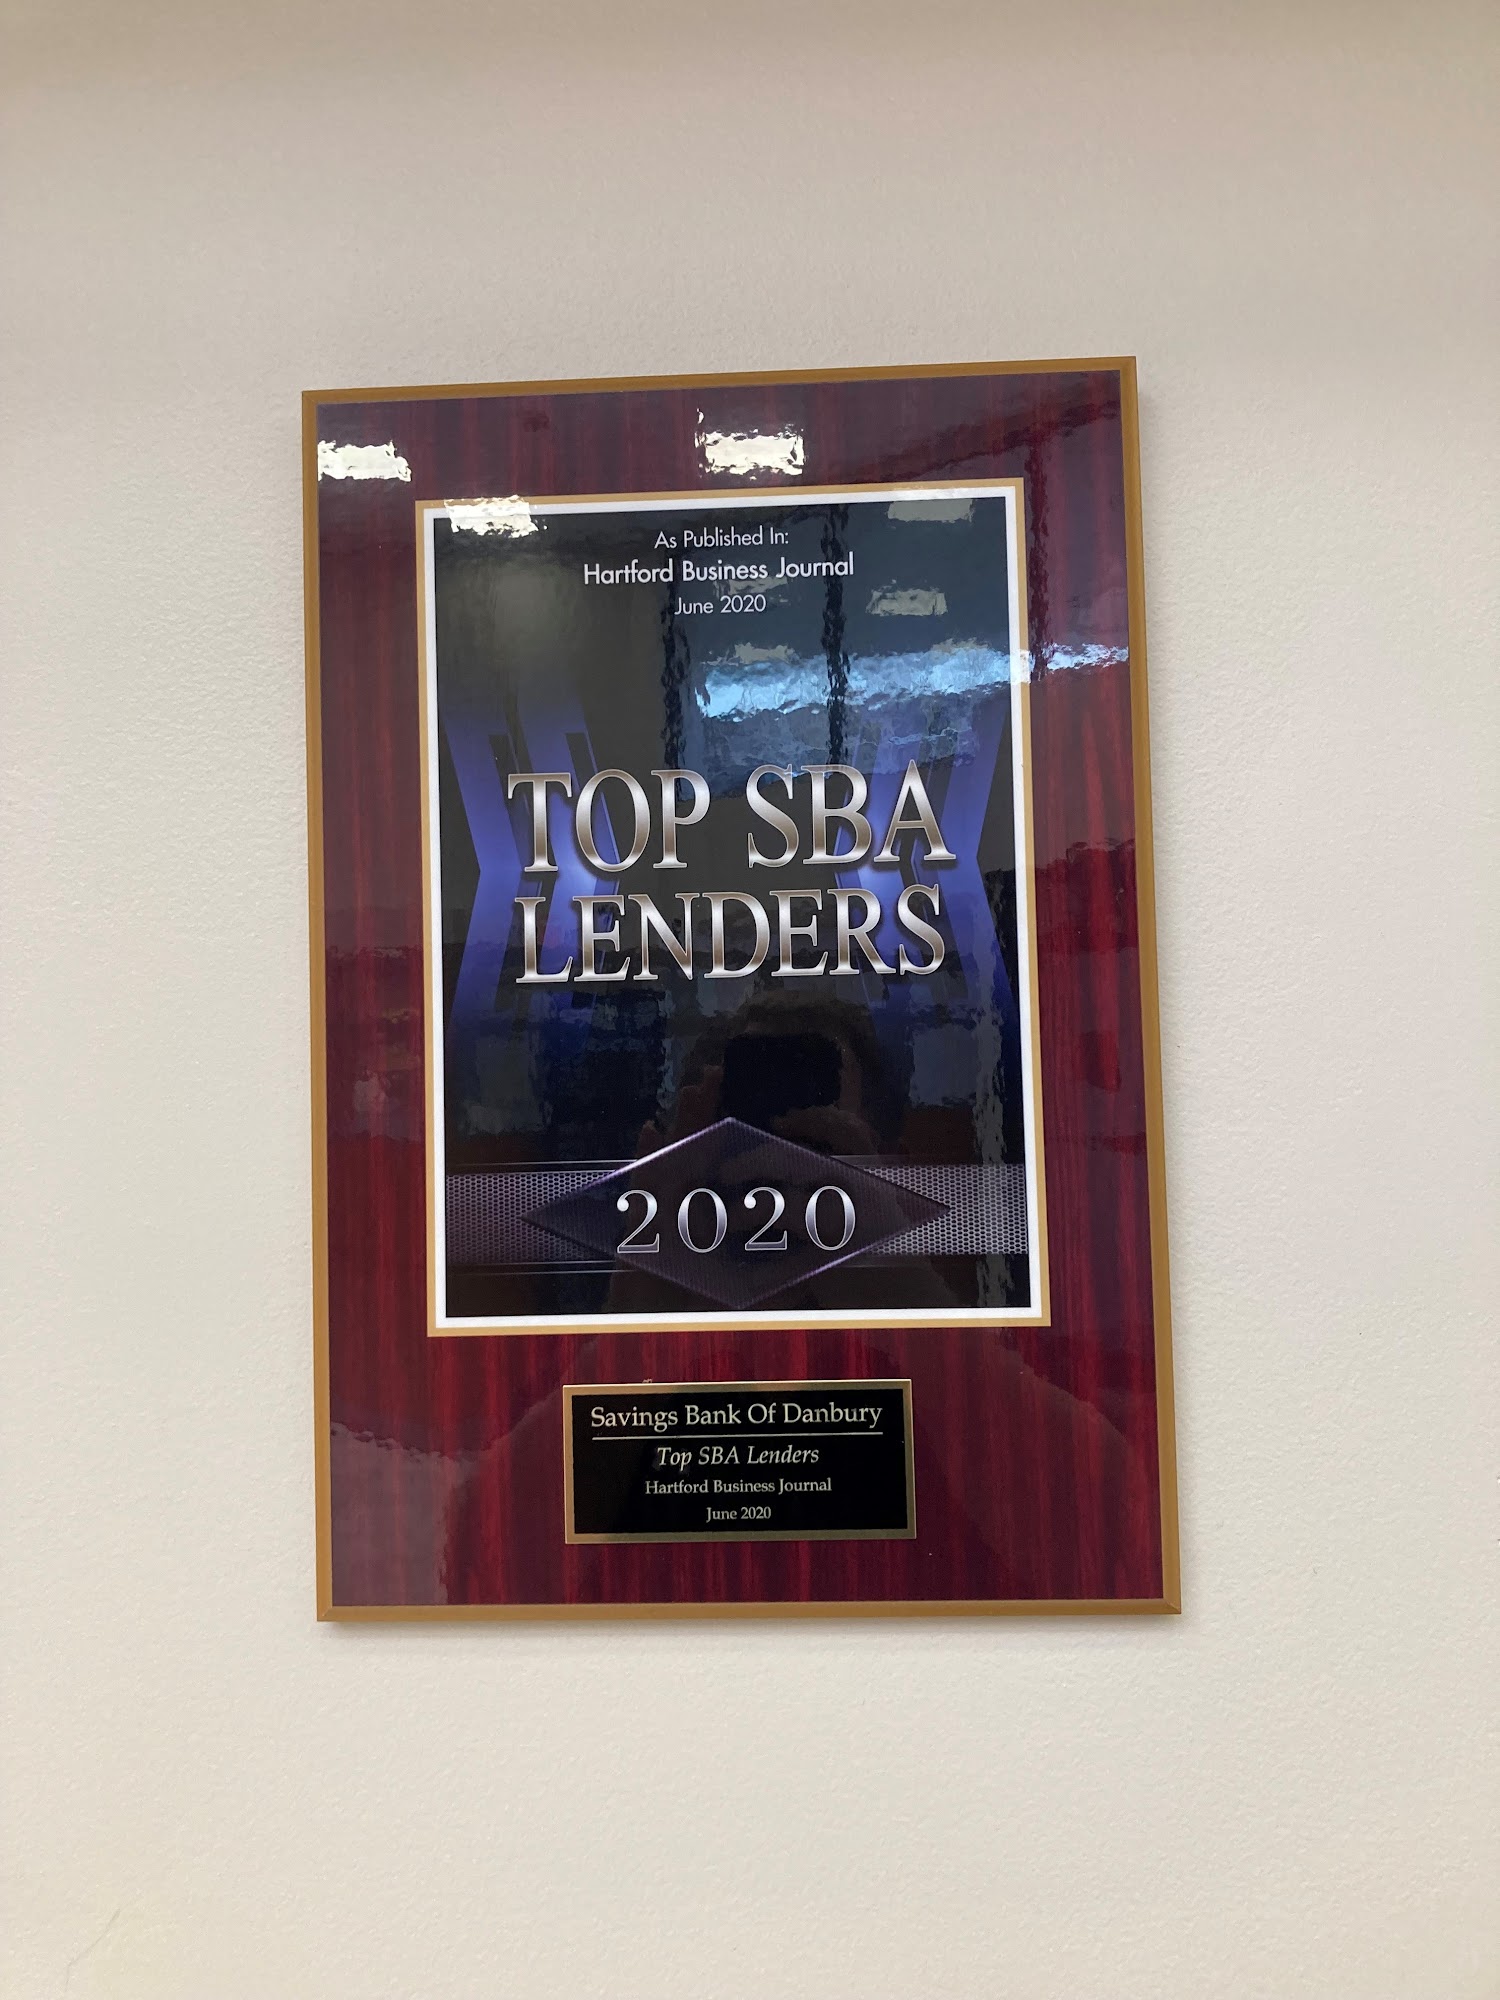 As Published In:
Hartford Business Journal
June 2020
TOP SBA
LENDERS
2020
Savings Bank Of Danbury
Top SBA Lenders
Hartford Business Journal
June 2020